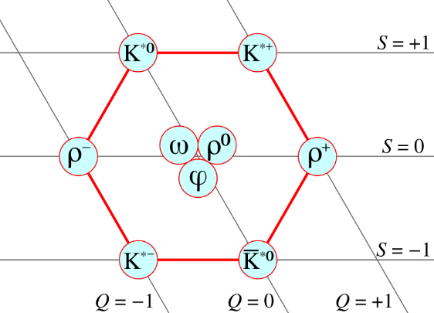 K*0 K*+ S = +1
ρ− ω ρ0 ρ+ S = 0
φ
K*− K̅*0 S = −1
Q = −1 Q = 0 Q = +1